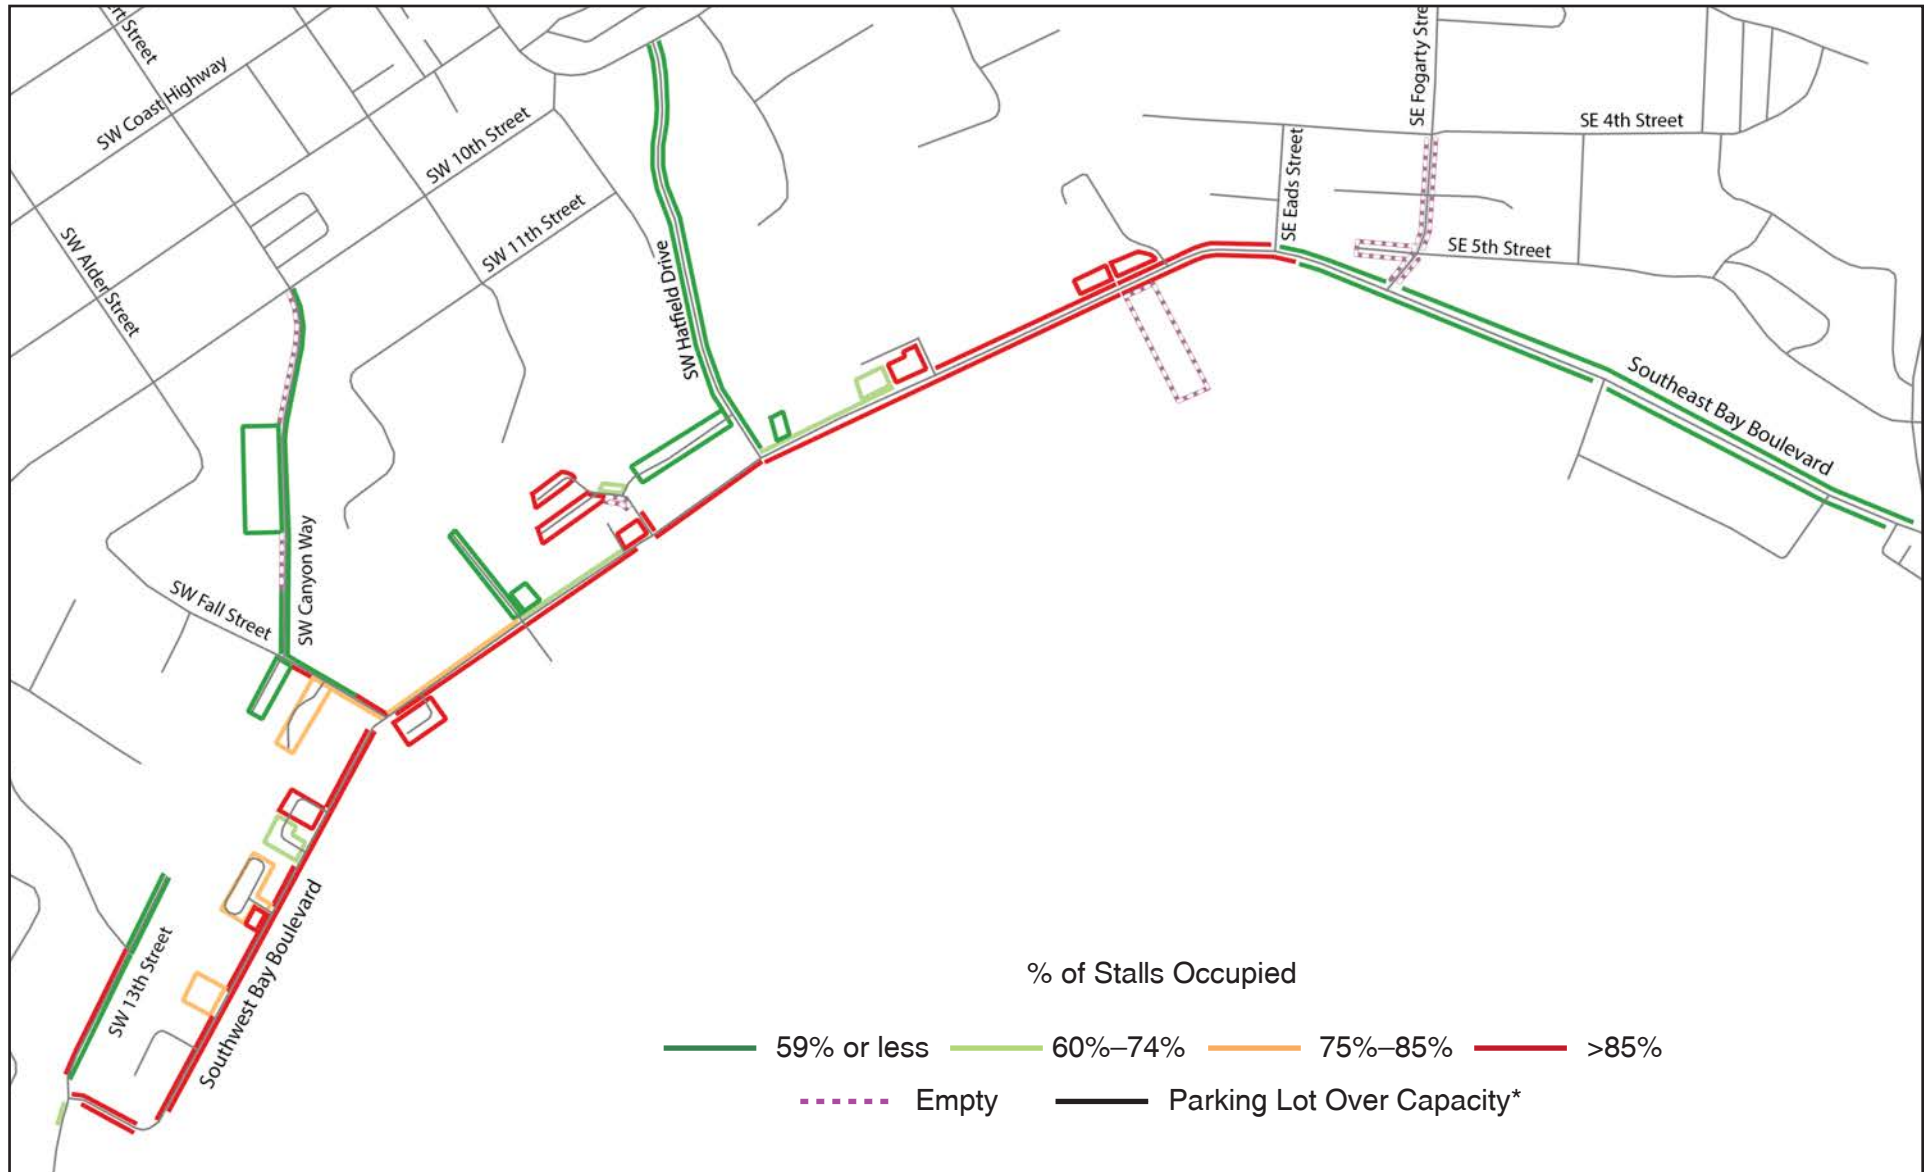 rt Street
SW Coast Highway
SW 10th Street
SW 11th Street
SW Alder Street
SW Hatfield Drive
SE Fogarty Stre
SE 4th Street
SE Eads Street
SE 5th Street
Southeast Bay Boulevard
SW Canyon Way
SW Fall Street
SW 13th Street
Southwest Bay Boulevard
% of Stalls Occupied
59% or less 60%–74% 75%–85% >85%
Empty Parking Lot Over Capacity*